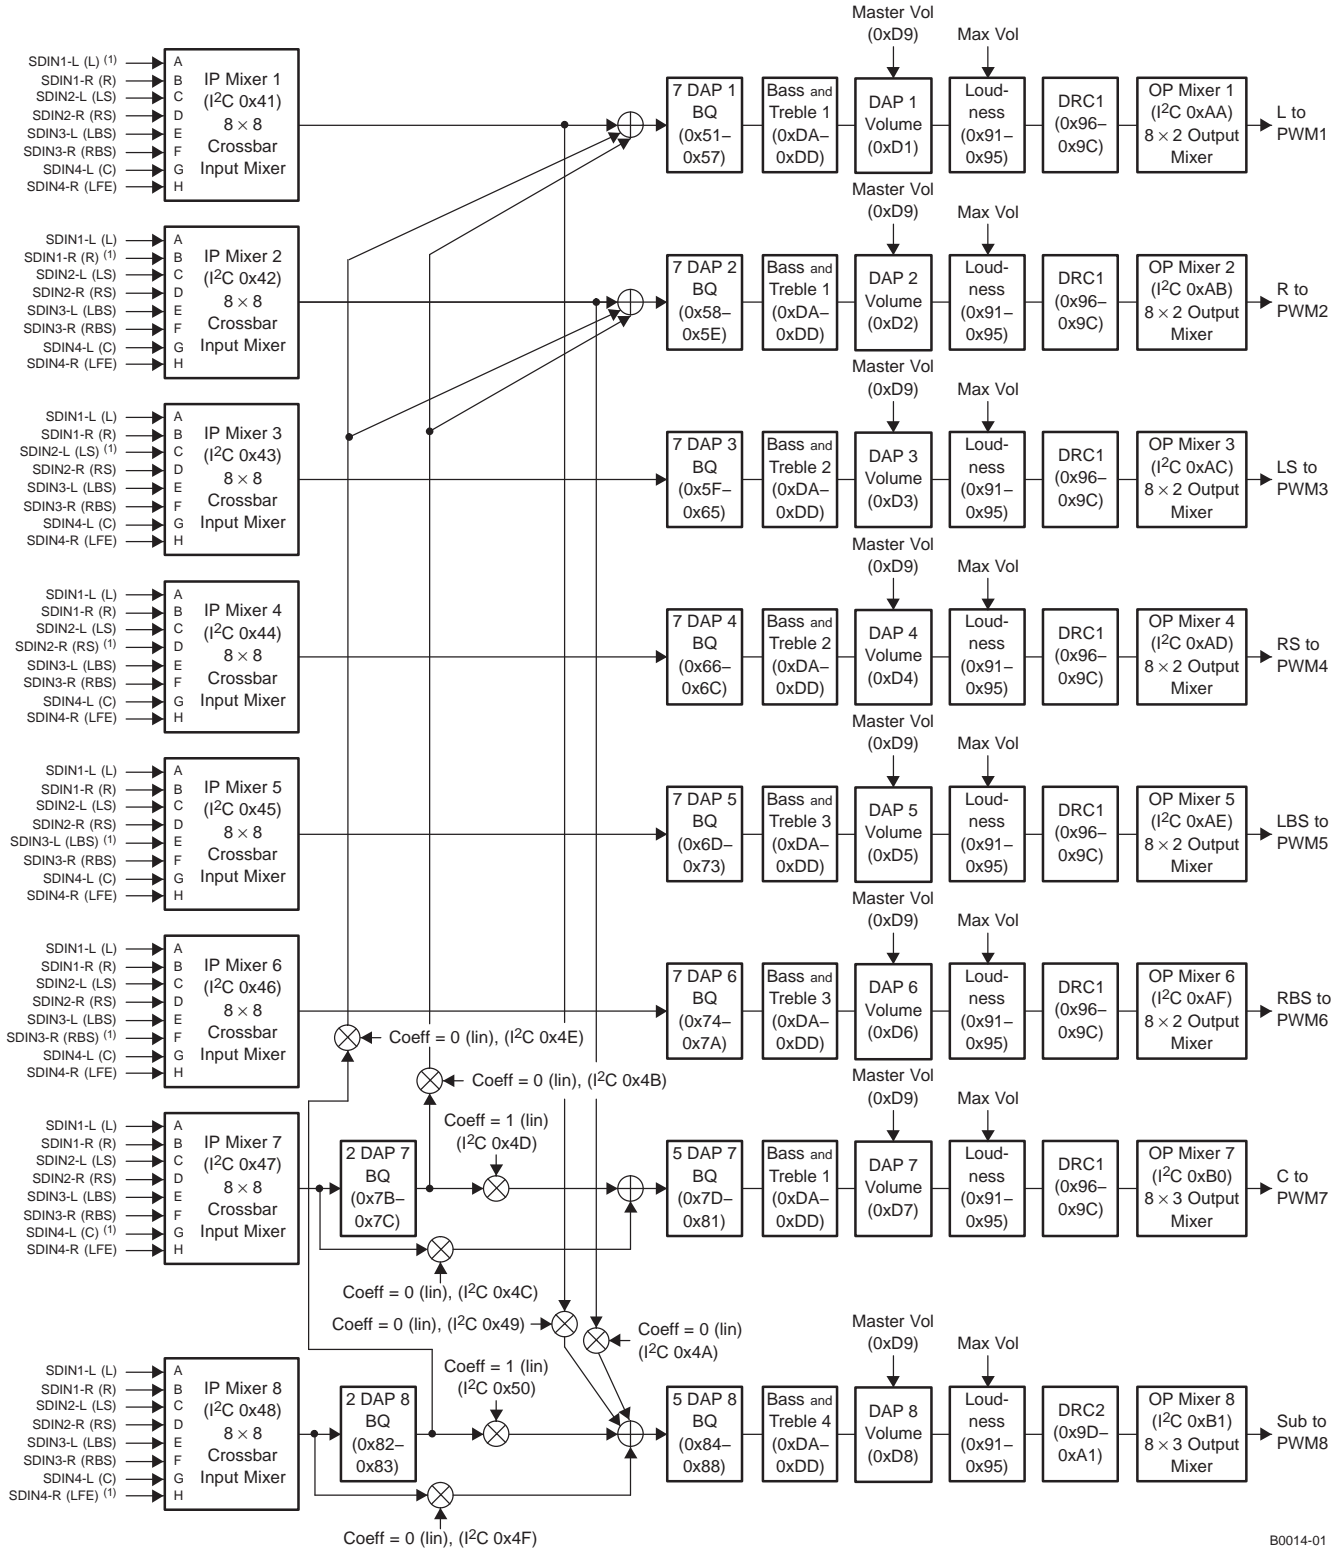 Master Vol
(0xD9)
Max Vol
SDIN1-L (L) (1)
SDIN1-R (R)
SDIN2-L (LS)
SDIN2-R (RS)
SDIN3-L (LBS)
SDIN3-R (RBS)
SDIN4-L (C)
SDIN4-R (LFE)
A
B
C
D
E
F
G
H
IP Mixer 1
(I2C 0x41)
8 × 8
Crossbar
Input Mixer
7 DAP 1
BQ
(0x51–
0x57)
Bass and
Treble 1
(0xDA–
0xDD)
DAP 1
Volume
(0xD1)
Loud-
ness
(0x91–
0x95)
DRC1
(0x96–
0x9C)
OP Mixer 1
(I2C 0xAA)
8 × 2 Output
Mixer
L to
PWM1
Master Vol
(0xD9)
Max Vol
SDIN1-L (L)
SDIN1-R (R) (1)
SDIN2-L (LS)
SDIN2-R (RS)
SDIN3-L (LBS)
SDIN3-R (RBS)
SDIN4-L (C)
SDIN4-R (LFE)
A
B
C
D
E
F
G
H
IP Mixer 2
(I2C 0x42)
8 × 8
Crossbar
Input Mixer
7 DAP 2
BQ
(0x58–
0x5E)
Bass and
Treble 1
(0xDA–
0xDD)
DAP 2
Volume
(0xD2)
Loud-
ness
(0x91–
0x95)
DRC1
(0x96–
0x9C)
OP Mixer 2
(I2C 0xAB)
8 × 2 Output
Mixer
R to
PWM2
Master Vol
(0xD9)
Max Vol
SDIN1-L (L)
SDIN1-R (R)
SDIN2-L (LS) (1)
SDIN2-R (RS)
SDIN3-L (LBS)
SDIN3-R (RBS)
SDIN4-L (C)
SDIN4-R (LFE)
A
B
C
D
E
F
G
H
IP Mixer 3
(I2C 0x43)
8 × 8
Crossbar
Input Mixer
7 DAP 3
BQ
(0x5F–
0x65)
Bass and
Treble 2
(0xDA–
0xDD)
DAP 3
Volume
(0xD3)
Loud-
ness
(0x91–
0x95)
DRC1
(0x96–
0x9C)
OP Mixer 3
(I2C 0xAC)
8 × 2 Output
Mixer
LS to
PWM3
Master Vol
(0xD9)
Max Vol
SDIN1-L (L)
SDIN1-R (R)
SDIN2-L (LS)
SDIN2-R (RS) (1)
SDIN3-L (LBS)
SDIN3-R (RBS)
SDIN4-L (C)
SDIN4-R (LFE)
A
B
C
D
E
F
G
H
IP Mixer 4
(I2C 0x44)
8 × 8
Crossbar
Input Mixer
7 DAP 4
BQ
(0x66–
0x6C)
Bass and
Treble 2
(0xDA–
0xDD)
DAP 4
Volume
(0xD4)
Loud-
ness
(0x91–
0x95)
DRC1
(0x96–
0x9C)
OP Mixer 4
(I2C 0xAD)
8 × 2 Output
Mixer
RS to
PWM4
Master Vol
(0xD9)
Max Vol
SDIN1-L (L)
SDIN1-R (R)
SDIN2-L (LS)
SDIN2-R (RS)
SDIN3-L (LBS) (1)
SDIN3-R (RBS)
SDIN4-L (C)
SDIN4-R (LFE)
A
B
C
D
E
F
G
H
IP Mixer 5
(I2C 0x45)
8 × 8
Crossbar
Input Mixer
7 DAP 5
BQ
(0x6D–
0x73)
Bass and
Treble 3
(0xDA–
0xDD)
DAP 5
Volume
(0xD5)
Loud-
ness
(0x91–
0x95)
DRC1
(0x96–
0x9C)
OP Mixer 5
(I2C 0xAE)
8 × 2 Output
Mixer
LBS to
PWM5
Master Vol
(0xD9)
Max Vol
SDIN1-L (L)
SDIN1-R (R)
SDIN2-L (LS)
SDIN2-R (RS)
SDIN3-L (LBS)
SDIN3-R (RBS) (1)
SDIN4-L (C)
SDIN4-R (LFE)
A
B
C
D
E
F
G
H
IP Mixer 6
(I2C 0x46)
8 × 8
Crossbar
Input Mixer
7 DAP 6
BQ
(0x74–
0x7A)
Bass and
Treble 3
(0xDA–
0xDD)
DAP 6
Volume
(0xD6)
Loud-
ness
(0x91–
0x95)
DRC1
(0x96–
0x9C)
OP Mixer 6
(I2C 0xAF)
8 × 2 Output
Mixer
RBS to
PWM6
Coeff = 0 (lin), (I2C 0x4E)
Coeff = 0 (lin), (I2C 0x4B)
Master Vol
(0xD9)
Max Vol
SDIN1-L (L)
SDIN1-R (R)
SDIN2-L (LS)
SDIN2-R (RS)
SDIN3-L (LBS)
SDIN3-R (RBS)
SDIN4-L (C) (1)
SDIN4-R (LFE)
A
B
C
D
E
F
G
H
IP Mixer 7
(I2C 0x47)
8 × 8
Crossbar
Input Mixer
2 DAP 7
BQ
(0x7B–
0x7C)
Coeff = 1 (lin)
(I2C 0x4D)
5 DAP 7
BQ
(0x7D–
0x81)
Bass and
Treble 1
(0xDA–
0xDD)
DAP 7
Volume
(0xD7)
Loud-
ness
(0x91–
0x95)
DRC1
(0x96–
0x9C)
OP Mixer 7
(I2C 0xB0)
8 × 3 Output
Mixer
C to
PWM7
Coeff = 0 (lin), (I2C 0x4C)
Coeff = 0 (lin), (I2C 0x49)
Coeff = 0 (lin)
(I2C 0x4A)
Master Vol
(0xD9)
Max Vol
SDIN1-L (L)
SDIN1-R (R)
SDIN2-L (LS)
SDIN2-R (RS)
SDIN3-L (LBS)
SDIN3-R (RBS)
SDIN4-L (C)
SDIN4-R (LFE) (1)
A
B
C
D
E
F
G
H
IP Mixer 8
(I2C 0x48)
8 × 8
Crossbar
Input Mixer
2 DAP 8
BQ
(0x82–
0x83)
Coeff = 1 (lin)
(I2C 0x50)
5 DAP 8
BQ
(0x84–
0x88)
Bass and
Treble 4
(0xDA–
0xDD)
DAP 8
Volume
(0xD8)
Loud-
ness
(0x91–
0x95)
DRC2
(0x9D–
0xA1)
OP Mixer 8
(I2C 0xB1)
8 × 3 Output
Mixer
Sub to
PWM8
Coeff = 0 (lin), (I2C 0x4F)
B0014-01